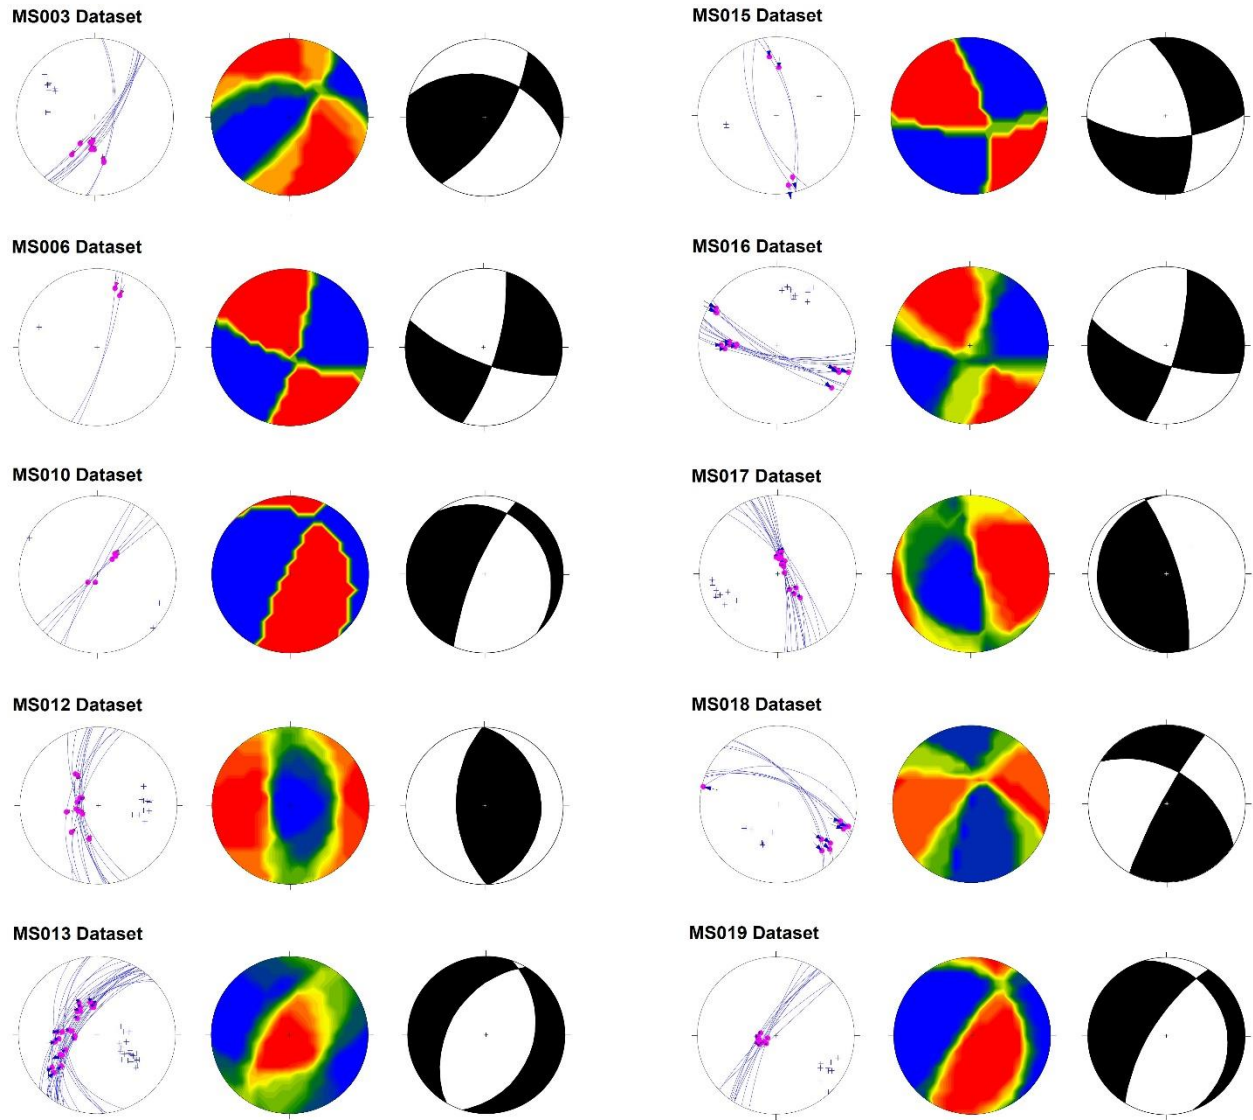 MS003 Dataset
MS015 Dataset
MS006 Dataset
MS016 Dataset
MS010 Dataset
MS017 Dataset
MS012 Dataset
MS018 Dataset
MS013 Dataset
MS019 Dataset